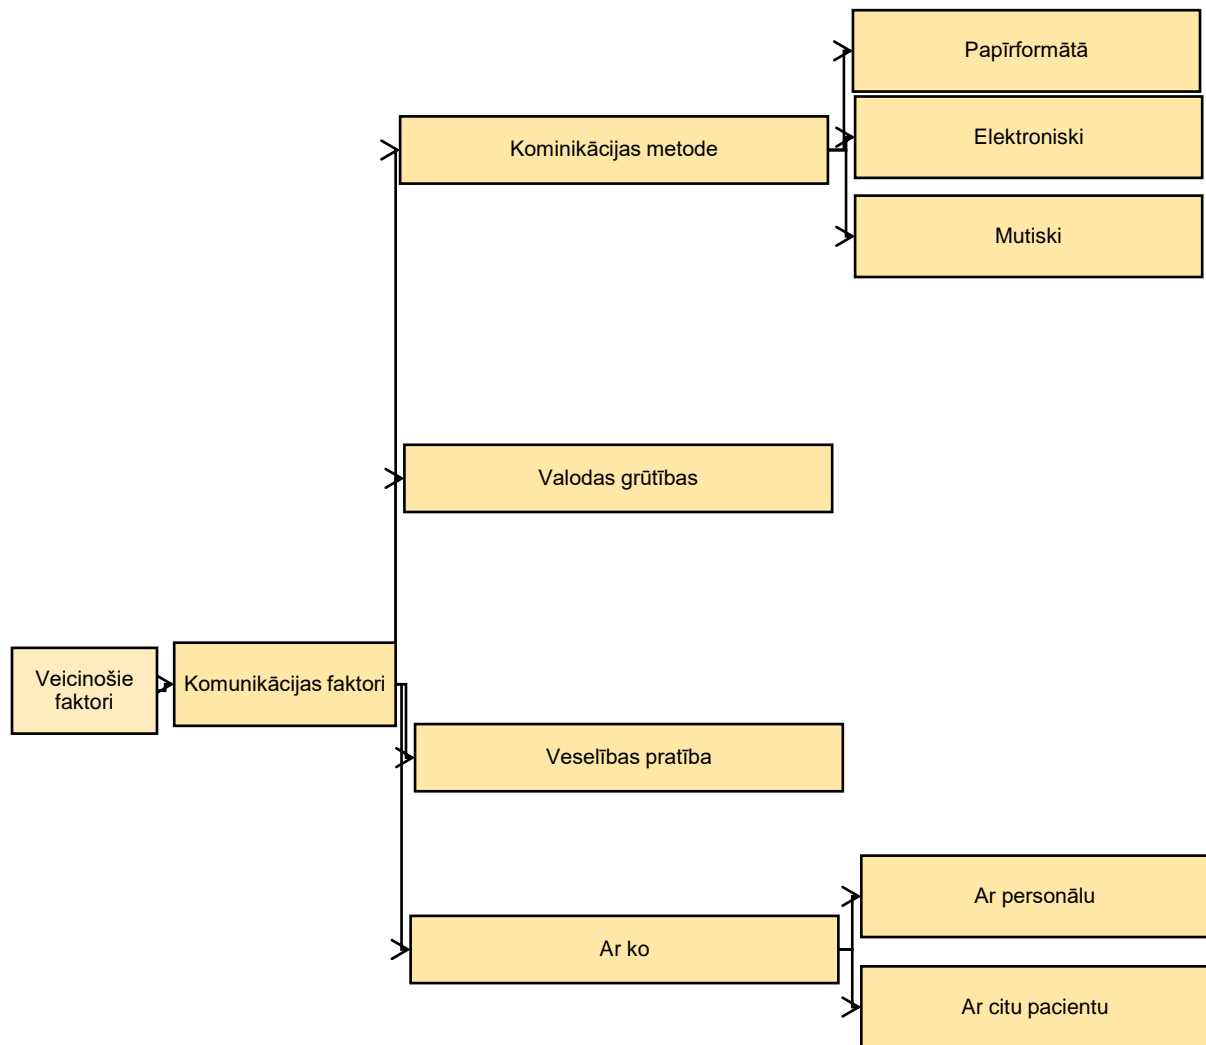 Papīrformātā
Elektroniski
Kominikācijas metode
Mutiski
Valodas grūtības
Veicinošie
faktori
Komunikācijas faktori
Veselības pratība
Ar personālu
Ar ko
Ar citu pacientu